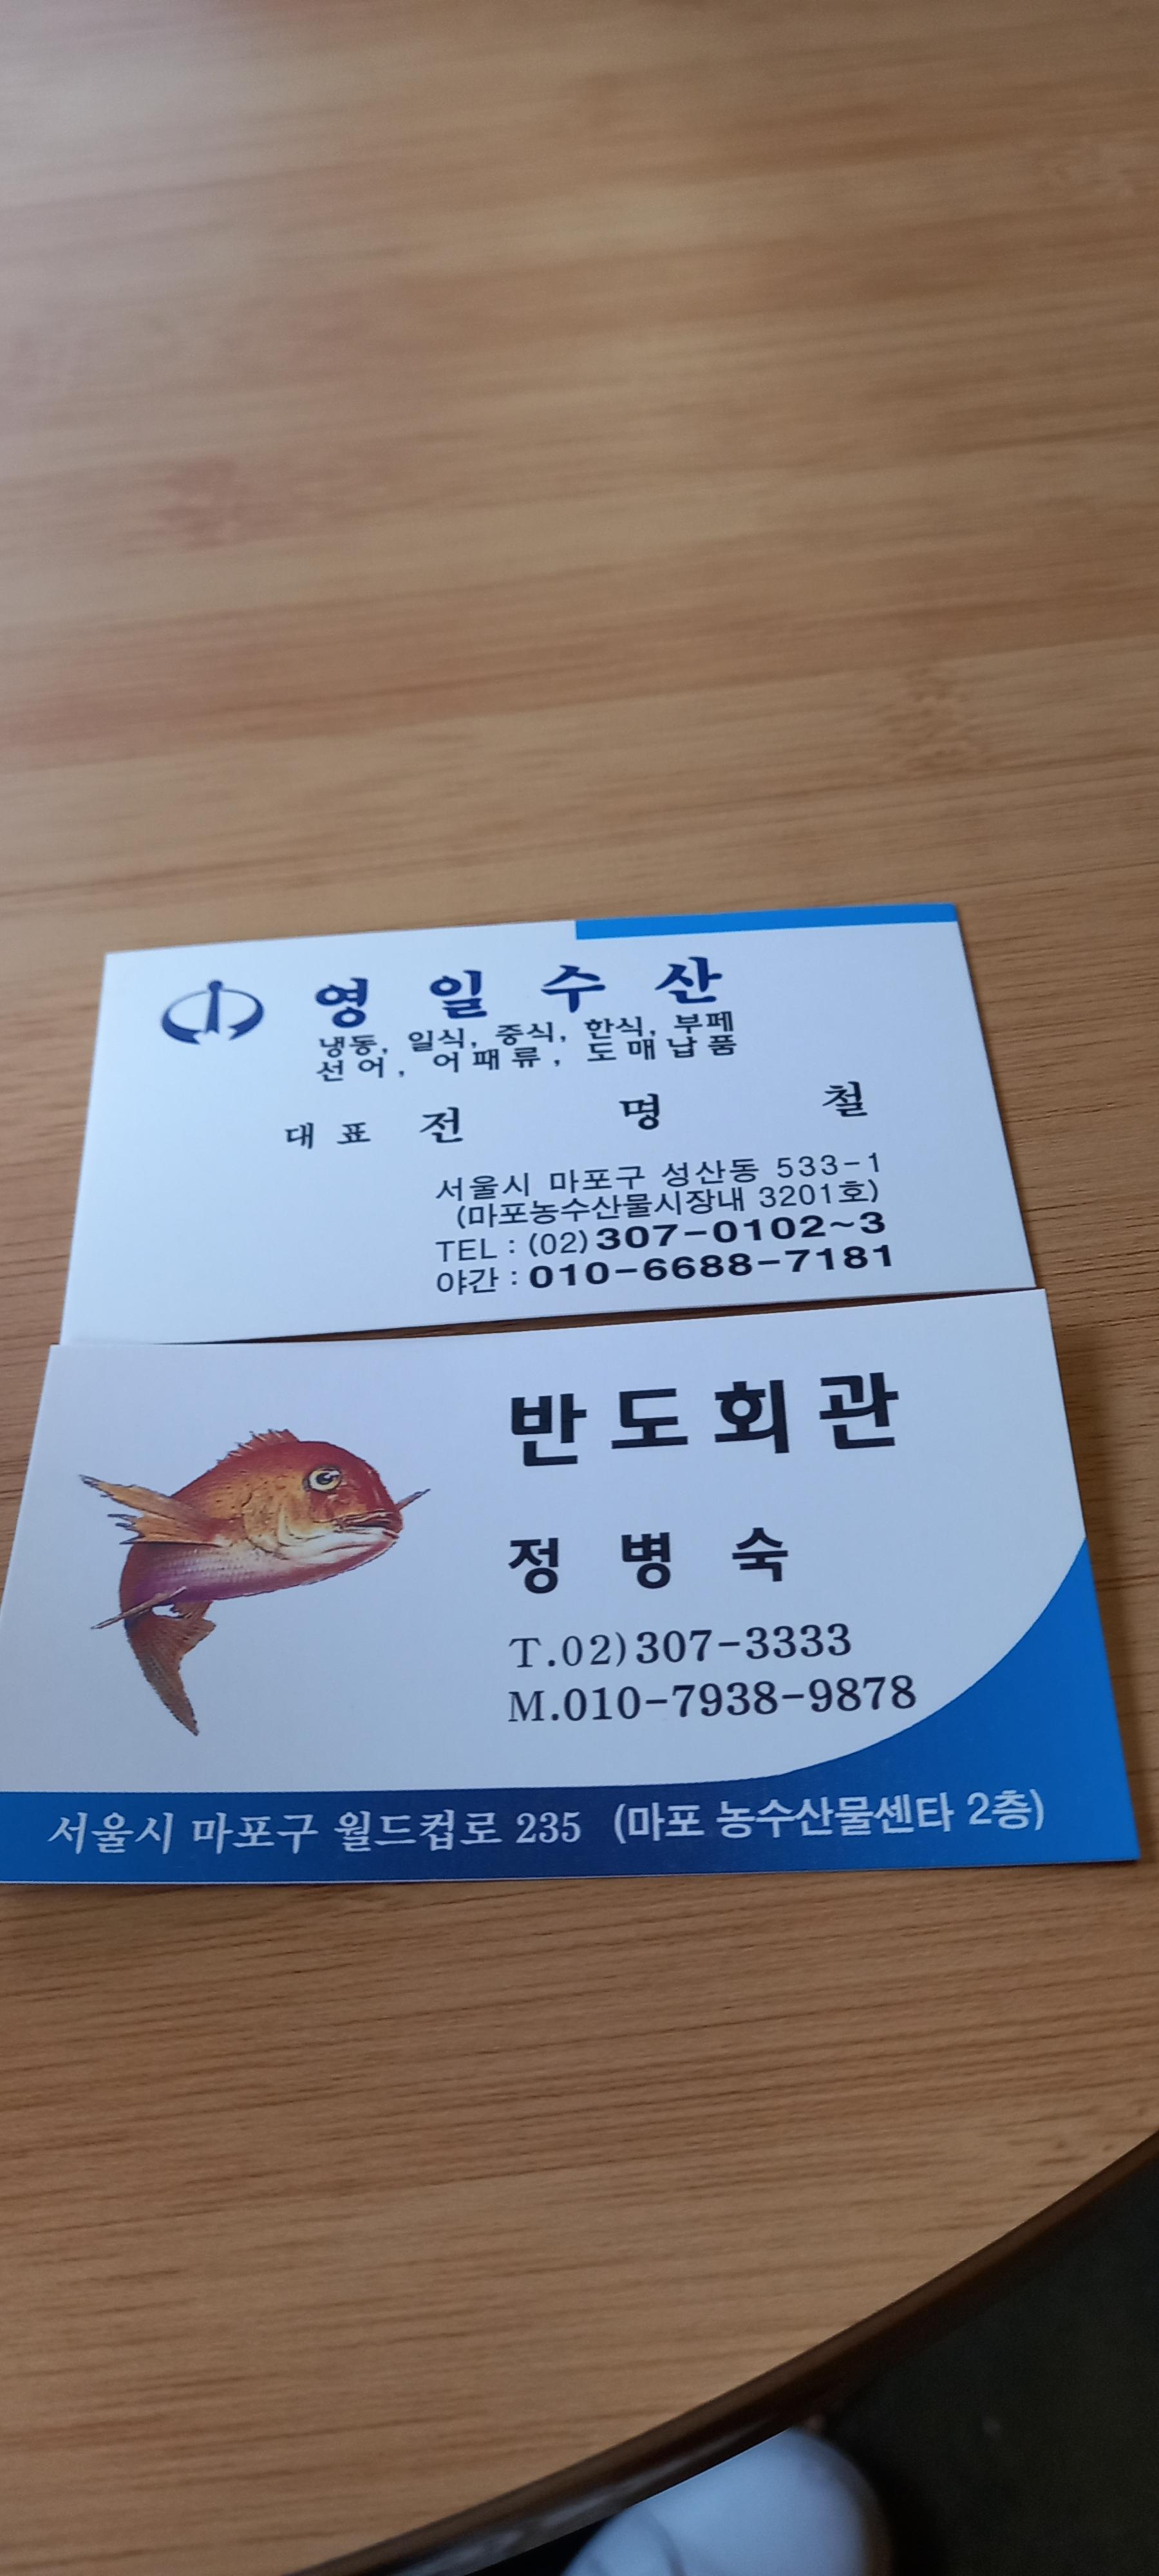 영일수산
냉동, 일식, 중식, 한식, 부페
선어, 어패류, 도매납품
대표 전명철
서울시 마포구 성산동 533-1
(마포농수산물시장내 3201호)
TEL : (02) 307-0102~3
야간 : 010-6688-7181
반도회관
정병숙
T.02)307-3333
M.010-7938-9878
서울시 마포구 월드컵로 235 (마포 농수산물센타 2층)